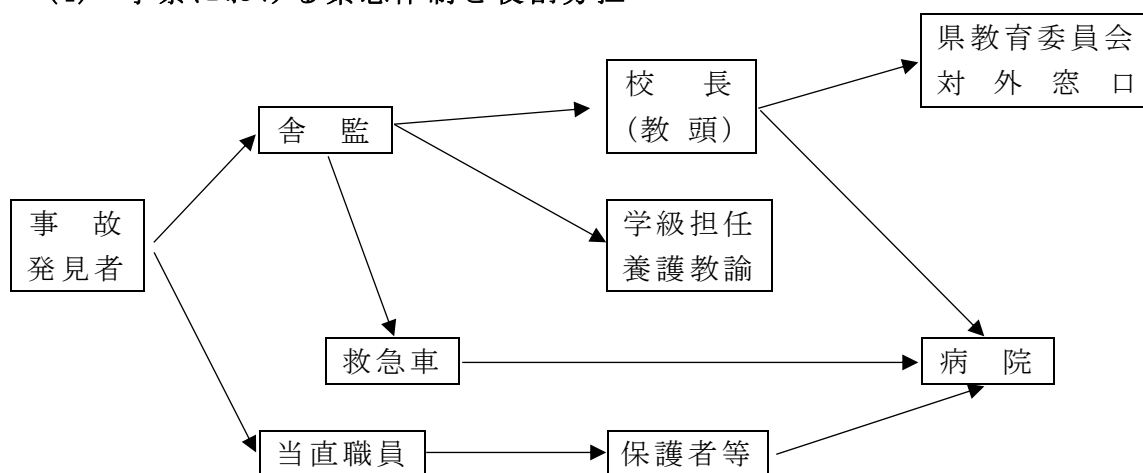 県教育委員会
対外窓口
校長
(教頭)
舎監
事故
発見者
学級担任
養護教諭
救急車
病院
当直職員
保護者等